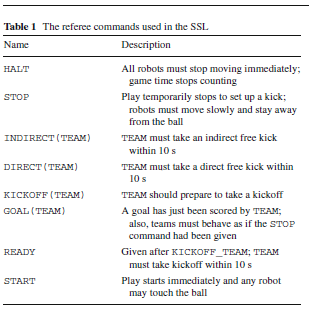 Table 1 The referee commands used in the SSL
Name Description
HALT All robots must stop moving immediately;
game time stops counting
STOP Play temporarily stops to set up a kick;
robots must move slowly and stay away
from the ball
INDIRECT(TEAM) TEAM must take an indirect free kick
within 10 s
DIRECT(TEAM) TEAM must take a direct free kick within
10 s
KICKOFF(TEAM) TEAM should prepare to take a kickoff
GOAL(TEAM) A goal has just been scored by TEAM;
also, teams must behave as if the STOP
command had been given
READY Given after KICKOFF_TEAM; TEAM
must take kickoff within 10 s
START Play starts immediately and any robot
may touch the ball